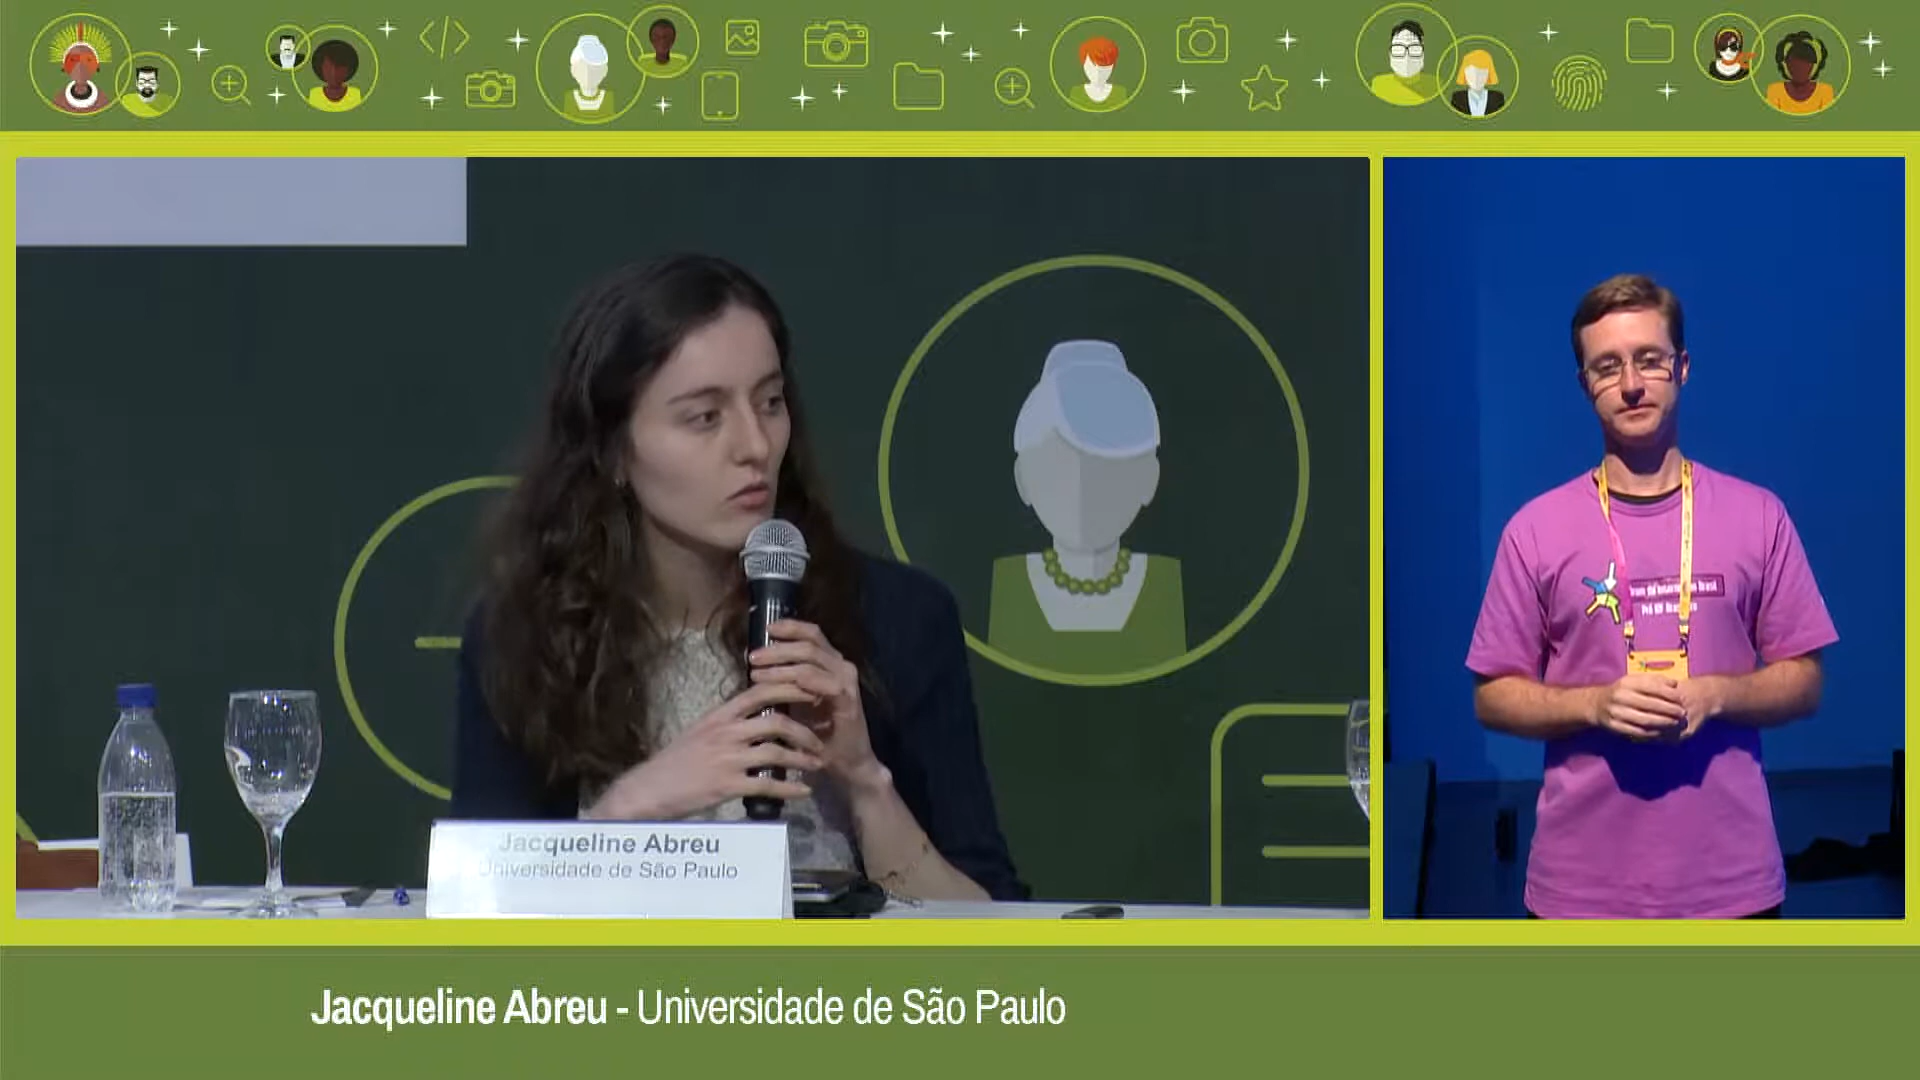 Jacqueline Abreu
Universidade de São Paulo
Jacqueline Abreu - Universidade de São Paulo